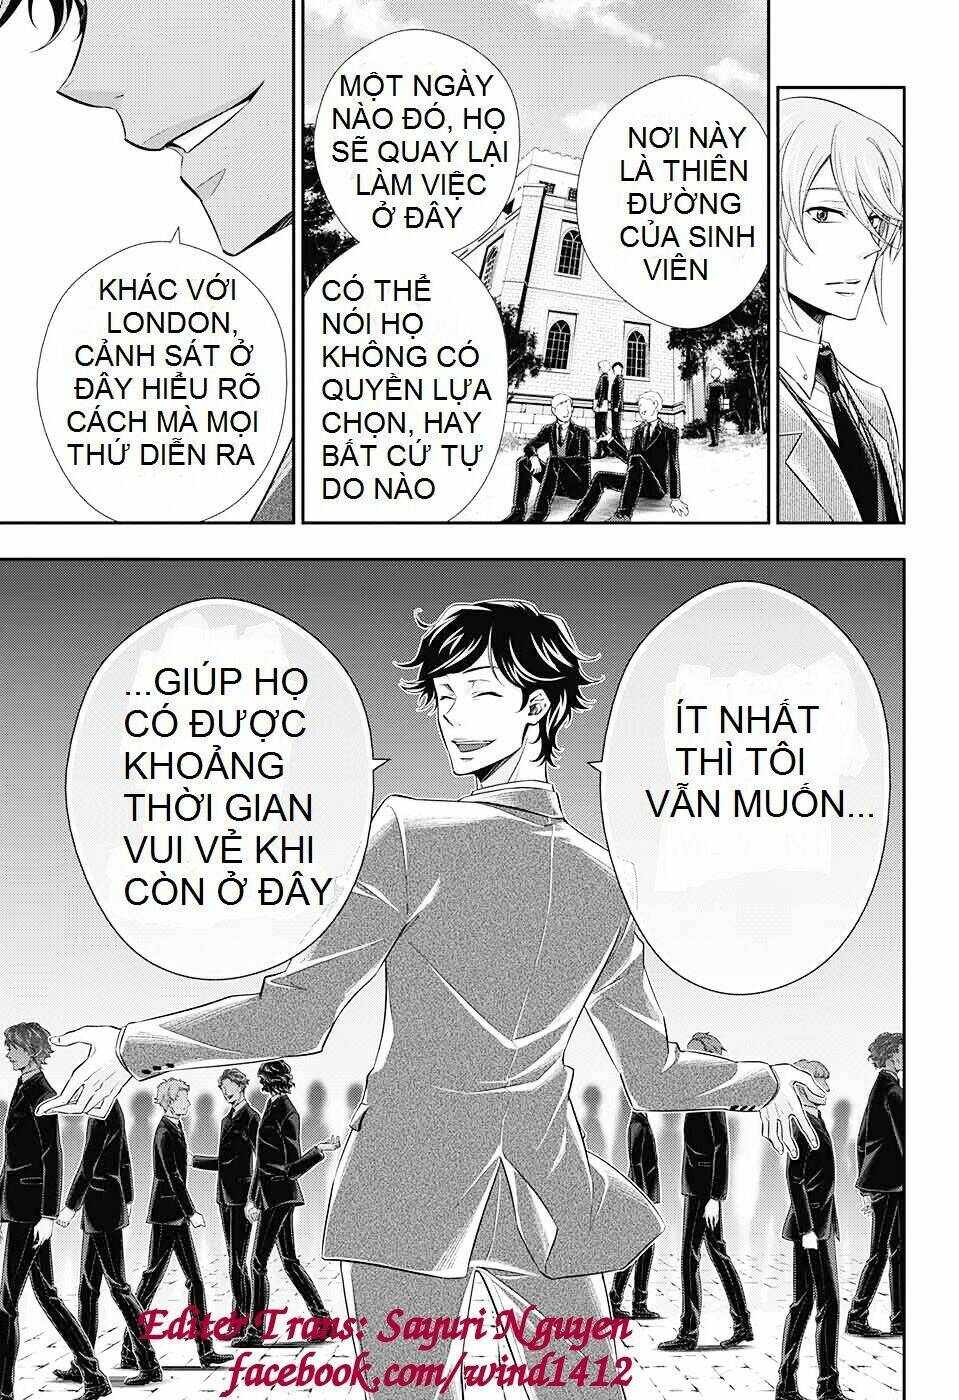 NƠI NÀY
LÀ THIÊN
ĐƯỜNG
CỦA SINH
VIÊN
MỘT NGÀY
NÀO ĐÓ, HỌ
SẼ QUAY LẠI
LÀM VIỆC
Ở ĐÂY
CÓ THỂ
NÓI HỌ
KHÔNG CÓ
QUYỀN LỰA
CHỌN, HAY
BẤT CỨ TỰ
DO NÀO
KHÁC VỚI
LONDON,
CẢNH SÁT Ở
ĐÂY HIỂU RÕ
CÁCH MÀ MỌI
THỨ DIỄN RA
ÍT NHẤT
THÌ TÔI
VẪN MUỐN...
...GIÚP HỌ
CÓ ĐƯỢC
KHOẢNG
THỜI GIAN
VUI VẺ KHI
CÒN Ở ĐÂY
Editer Trans: Sayuri Nguyen
facebook.com/wind1412